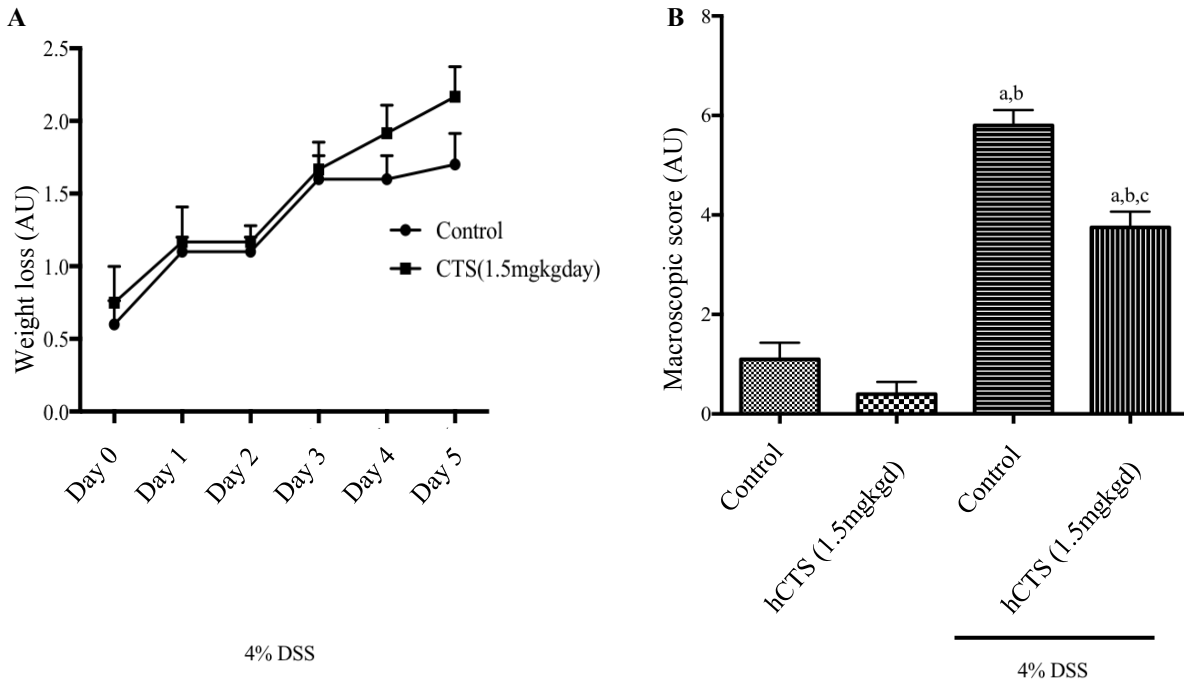 A
Weight loss (AU)
2.5
2.0
1.5
1.0
0.5
0.0
Day 0
Day 1
Day 2
Day 3
Day 4
Day 5
Control
CTS(1.5mgkgday)
4% DSS
B
Macroscopic score (AU)
8
6
4
2
0
a,b
a,b,c
Control
hCTS (1.5mgkgd)
Control
hCTS (1.5mgkgd)
4% DSS